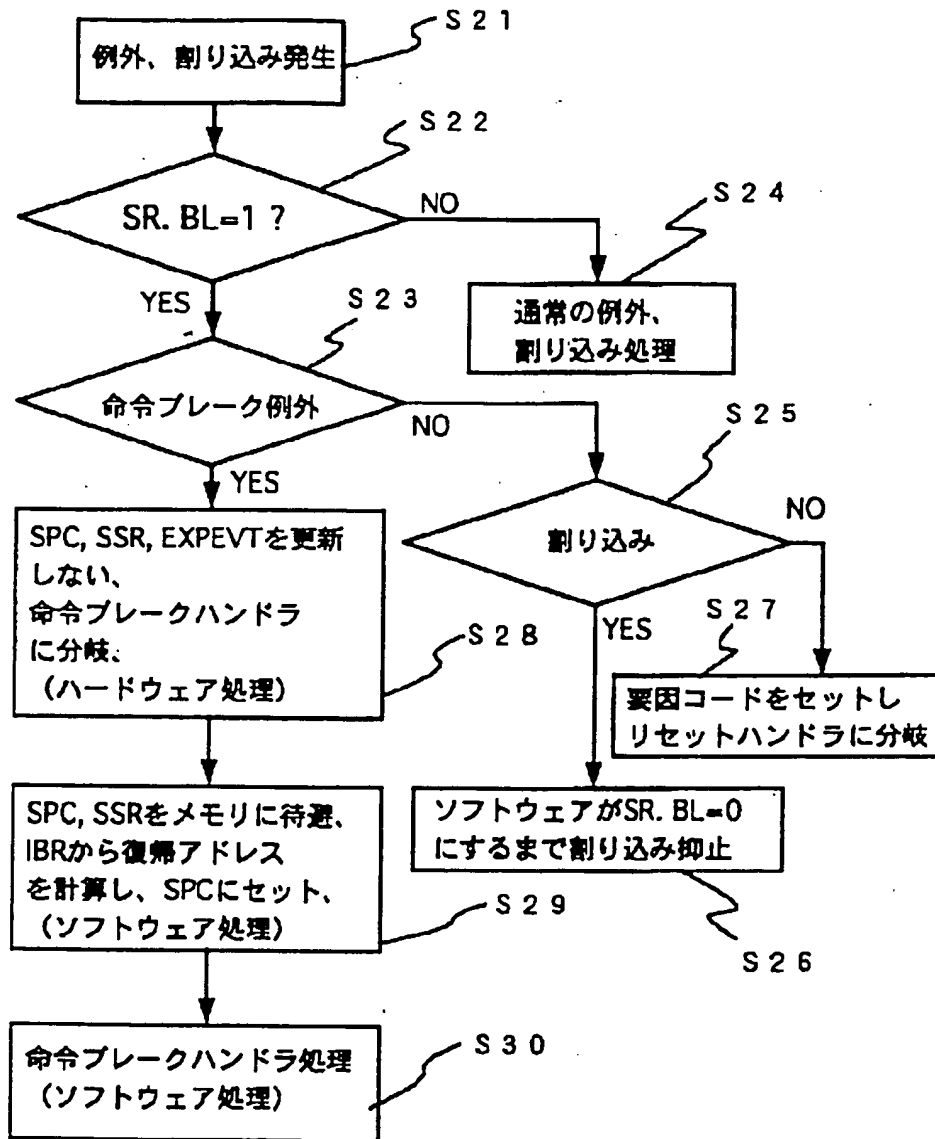 S21
例外、割り込み発生
S22
SR. BL=1 ?
NO
S24
YES
通常の例外、
割り込み処理
S23
命令ブレーク例外
NO
S25
YES
割り込み
NO
SPC, SSR, EXPEVTを更新
しない、
命令ブレークハンドラ
に分岐、
(ハードウェア処理)
S28
YES
S27
要因コードをセットし
リセットハンドラに分岐
SPC, SSRをメモリに待避、
IBRから復帰アドレス
を計算し、SPCにセット、
(ソフトウェア処理)
S29
ソフトウェアがSR. BL=0
にするまで割り込み抑止
S26
命令ブレークハンドラ処理
(ソフトウェア処理)
S30